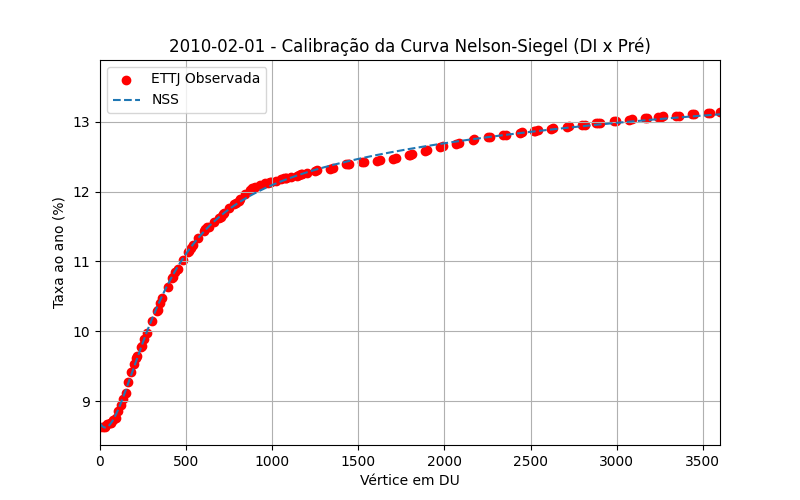 2010-02-01 - Calibração da Curva Nelson-Siegel (DI x Pré)
ETTJ Observada
NSS
Taxa ao ano (%)
13
12
11
10
9
0 500 1000 1500 2000 2500 3000 3500
Vértice em DU